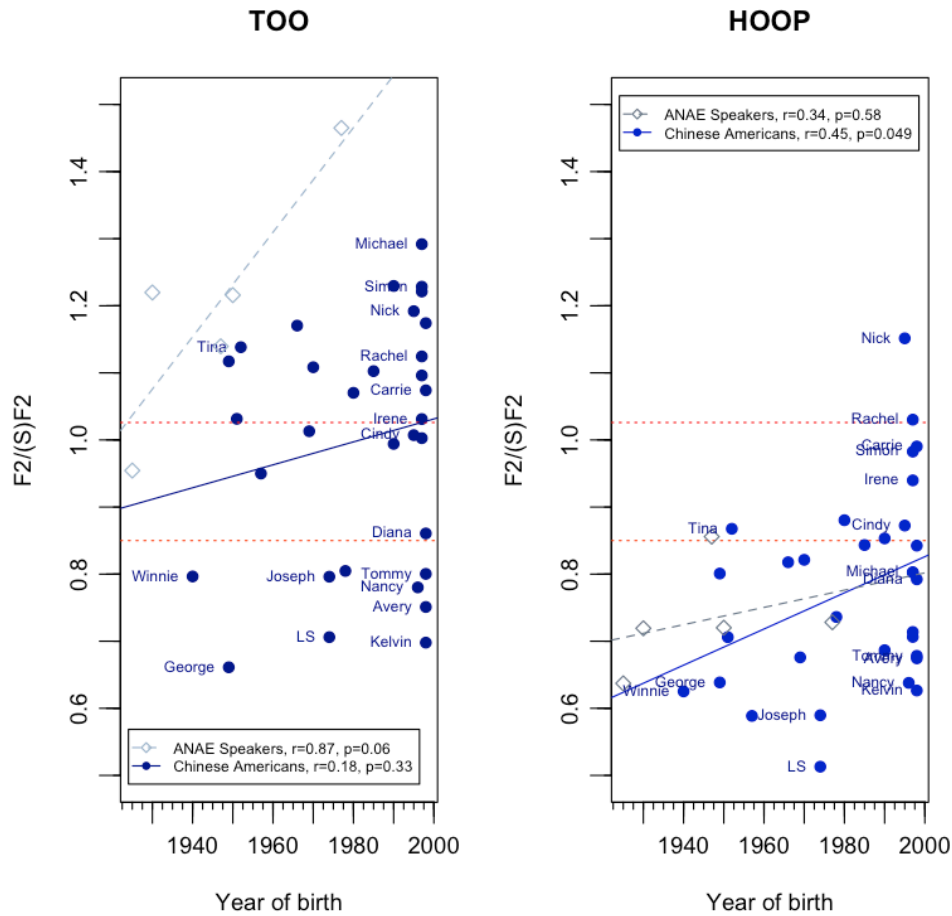 TOO
HOOP
ANAE Speakers, r=0.34, p=0.58
Chinese Americans, r=0.45, p=0.049
1.4
1.2
1.0
0.8
0.6
F2/(S)F2
Michael
Simon
Nick
Tina
Rachel
Carrie
Irene
Cindy
Diana
Winnie
Joseph
Tommy
Nancy
Avery
LS
Kelvin
George
ANAE Speakers, r=0.87, p=0.06
Chinese Americans, r=0.18, p=0.33
1940
1960
1980
2000
Year of birth
1.4
1.2
1.0
0.8
0.6
F2/(S)F2
Nick
Rachel
Carrie
Simon
Irene
Tina
Cindy
Michael
Diana
Tommy
Avery
George
Nancy
Winnie
Kelvin
Joseph
LS
1940
1960
1980
2000
Year of birth